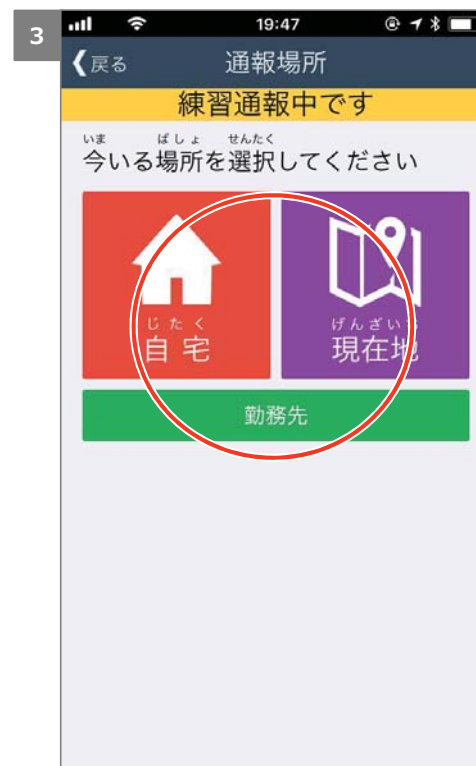 3
19:47
戻る
通報場所
練習通報中です
いま ばしょ せんたく
今いる場所を選択してください
じたく
自宅
げんざいち
現在地
勤務先